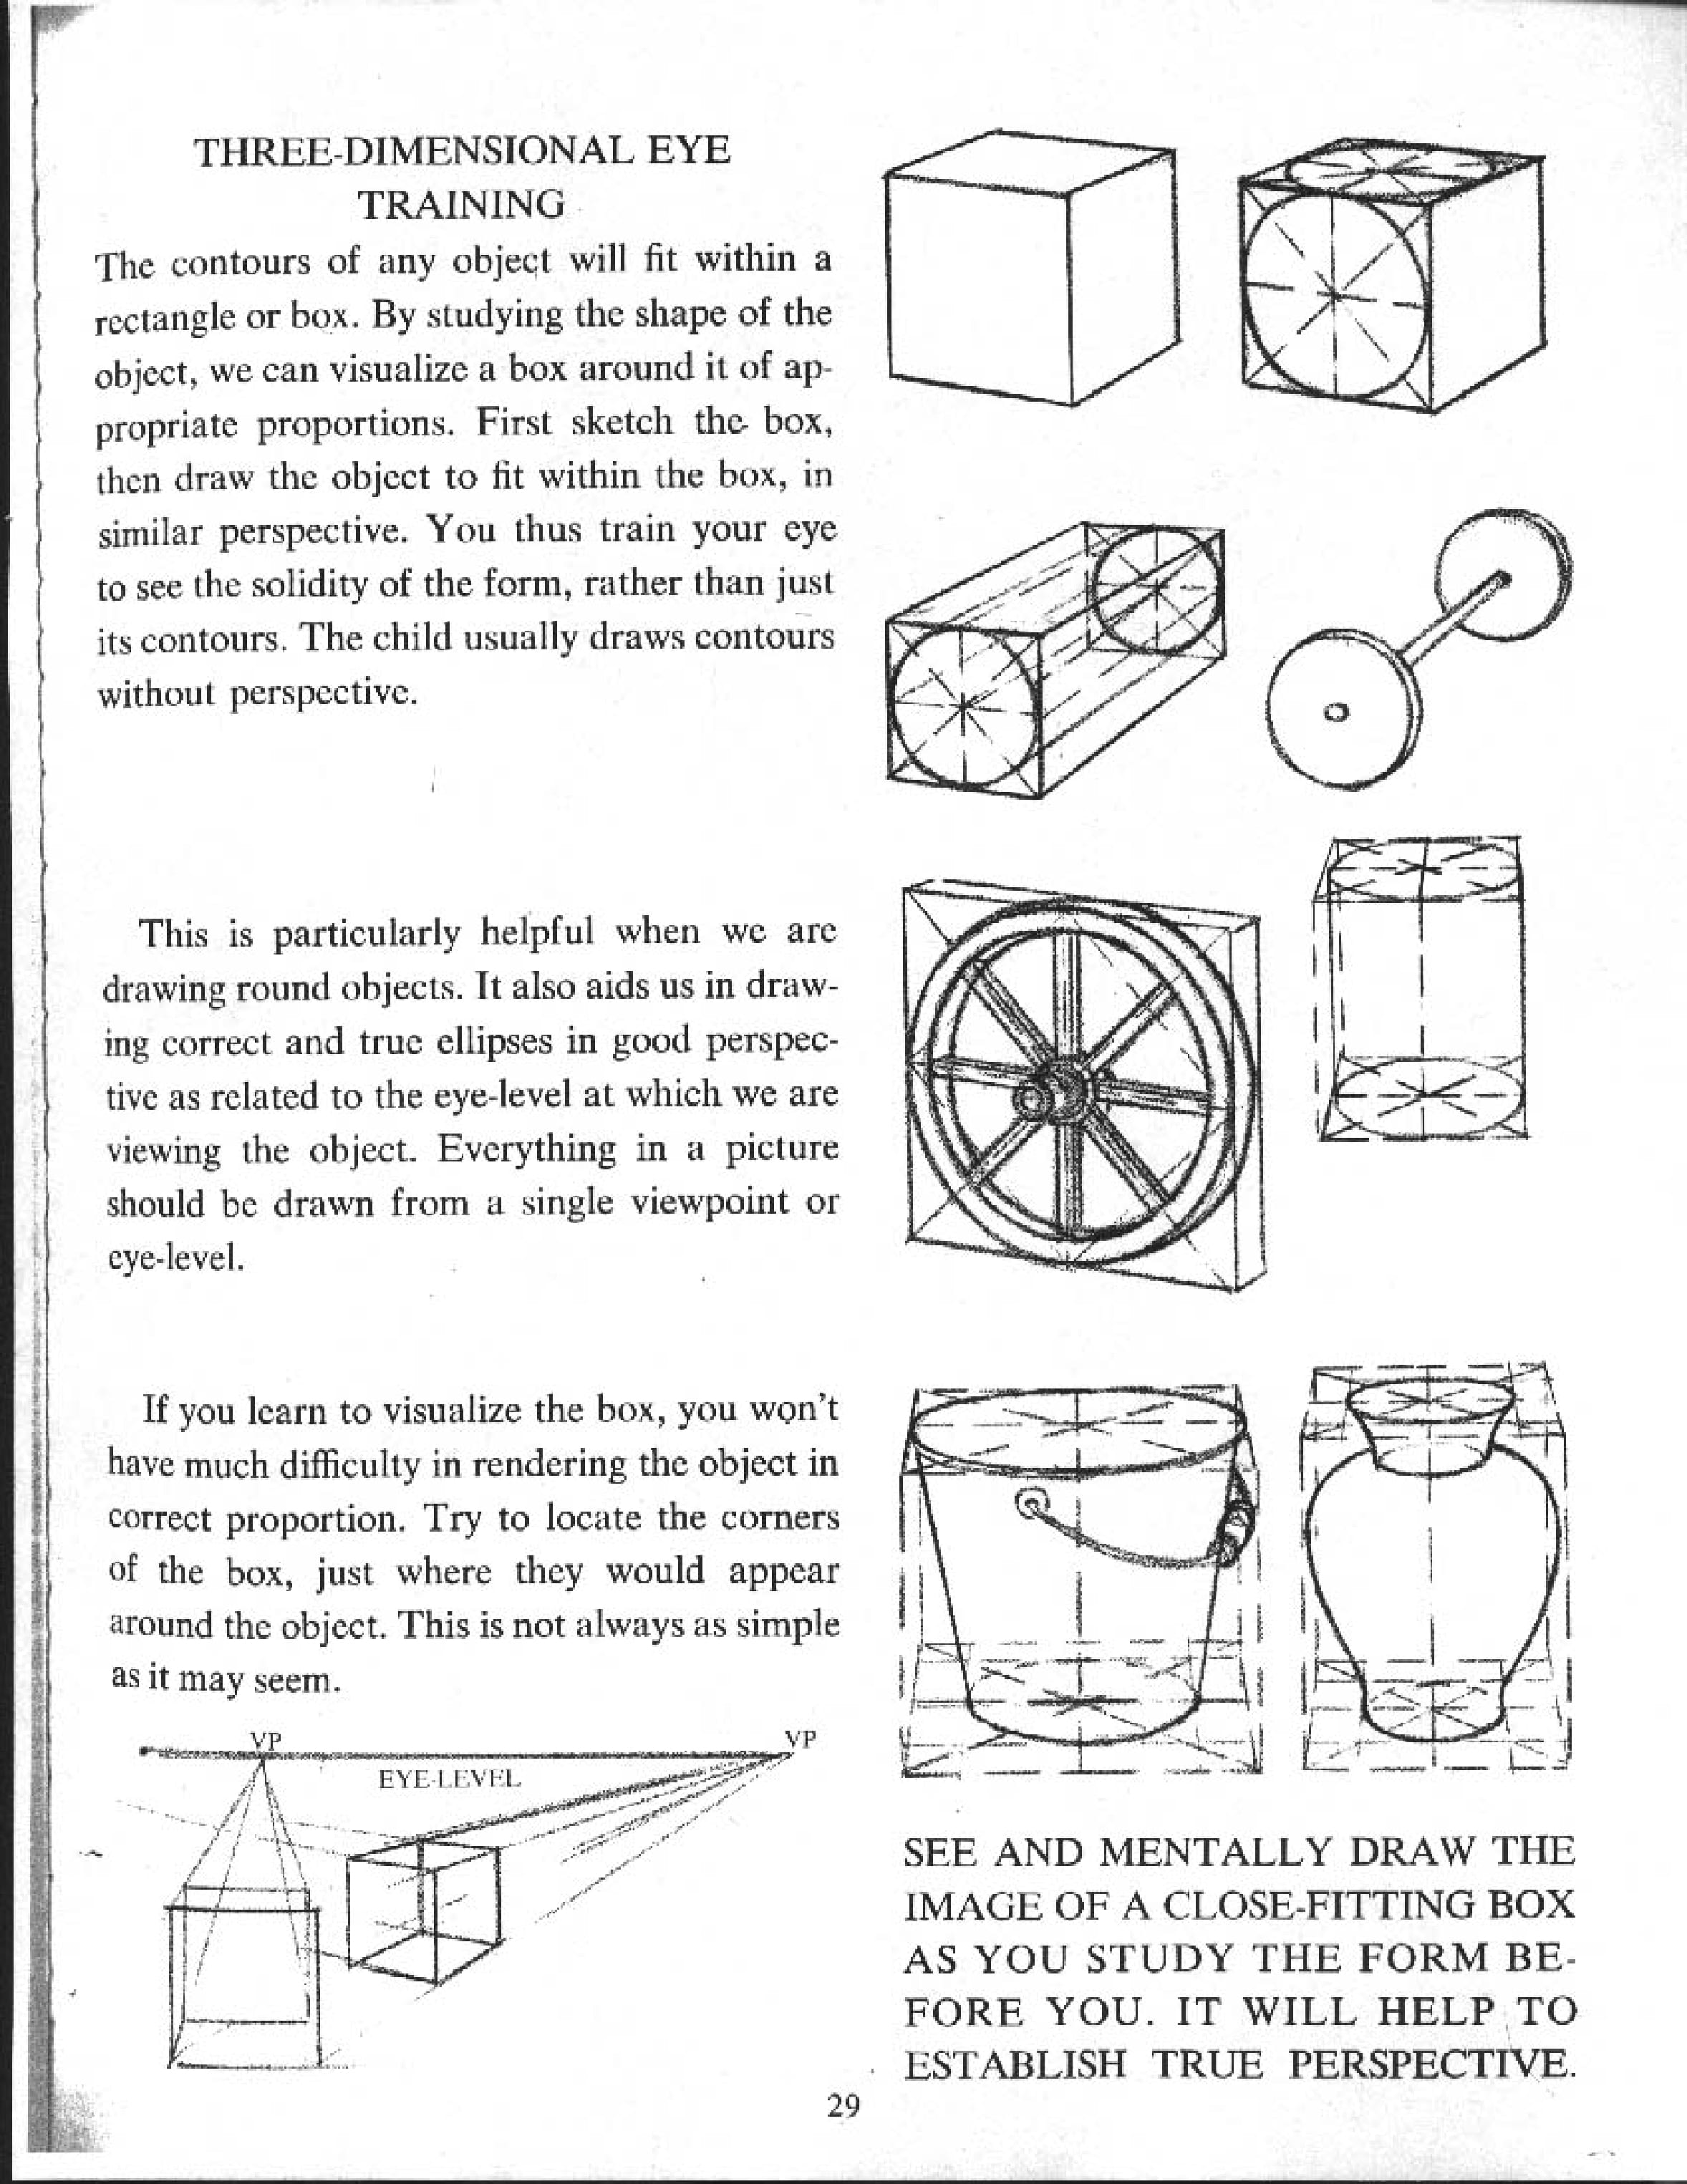 THREE-DIMENSIONAL EYE
TRAINING
The contours of any object will fit within a
rectangle or box. By studying the shape of the
object, we can visualize a box around it of ap-
propriate proportions. First sketch the box,
then draw the object to fit within the box, in
similar perspective. You thus train your eye
to see the solidity of the form, rather than just
its contours. The child usually draws contours
without perspective.
This is particularly helpful when we are
drawing round objects. It also aids us in draw-
ing correct and true ellipses in good perspec-
tive as related to the eye-level at which we are
viewing the object. Everything in a picture
should be drawn from a single viewpoint or
eye-level.
If you learn to visualize the box, you won't
have much difficulty in rendering the object in
correct proportion. Try to locate the corners
of the box, just where they would appear
around the object. This is not always as simple
as it may seem.
VP
VP
EYE-LEVEL
SEE AND MENTALLY DRAW THE
IMAGE OF A CLOSE-FITTING BOX
AS YOU STUDY THE FORM BE-
FORE YOU. IT WILL HELP TO
ESTABLISH TRUE PERSPECTIVE.
29